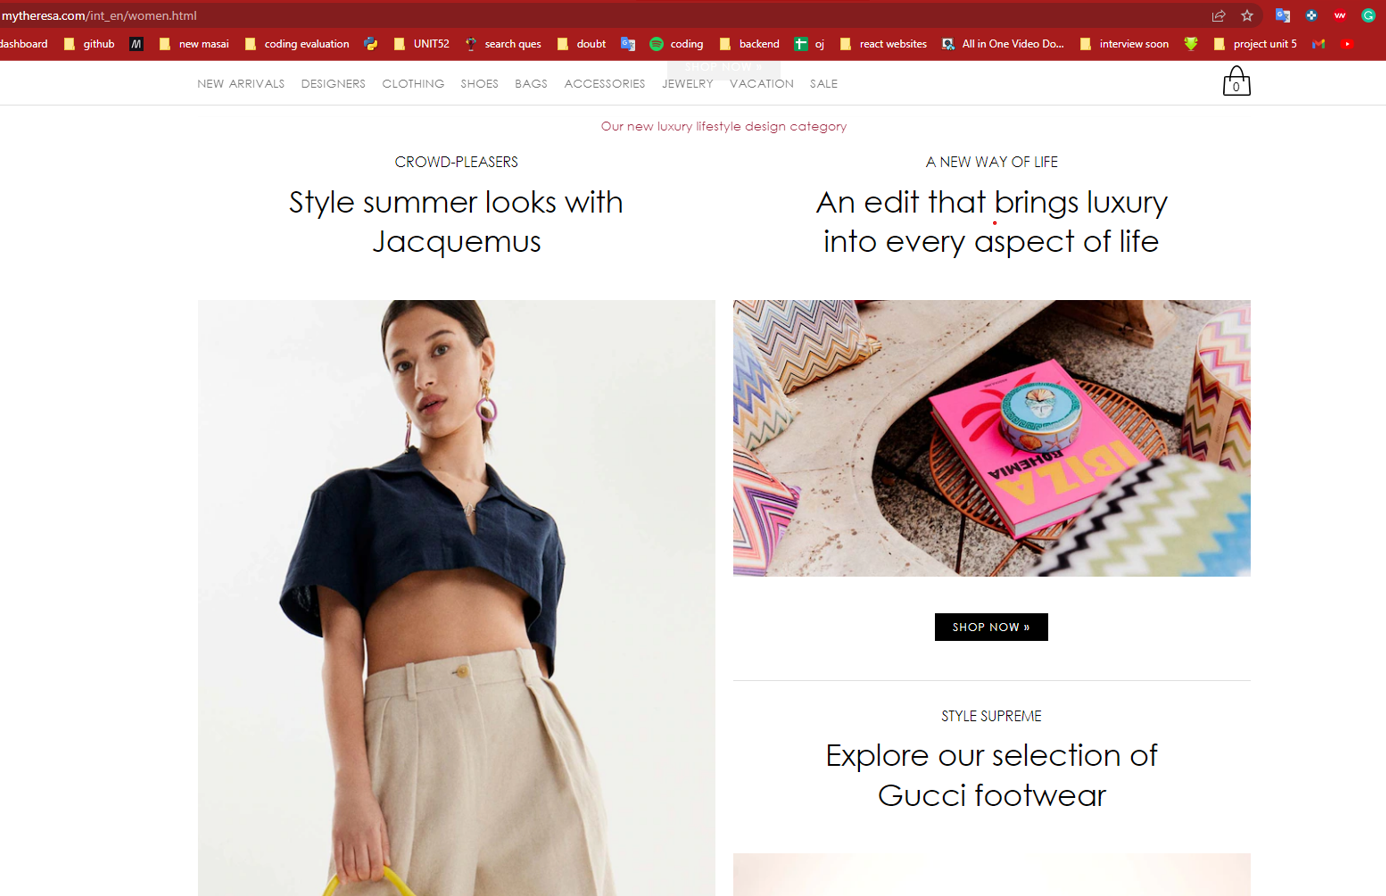 mytheresa.com/int_en/women.html
dashboard github new masai coding evaluation UNIT52 search ques doubt coding backend oj react websites All in One Video Do... interview soon project unit 5
SHOP NOW »
NEW ARRIVALS DESIGNERS CLOTHING SHOES BAGS ACCESSORIES JEWELRY VACATION SALE
0
Our new luxury lifestyle design category
CROWD-PLEASERS
Style summer looks with
Jacquemus
A NEW WAY OF LIFE
An edit that brings luxury
into every aspect of life
IBIZA
BOHEMIA
SHOP NOW »
STYLE SUPREME
Explore our selection of
Gucci footwear